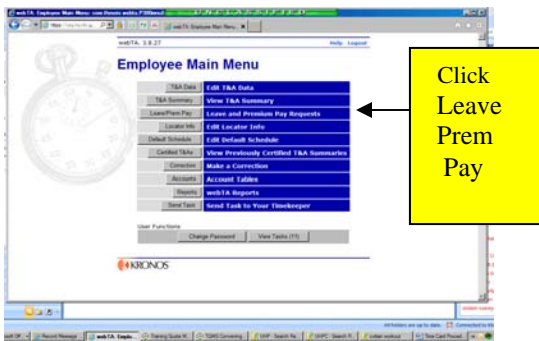 webTA 3.8.27
Help Logout
Employee Main Menu
T&A Data Edit T&A Data
T&A Summary View T&A Summary
Leave/Prem Pay Leave and Premium Pay Requests
Locator Info Edit Locator Info
Default Schedule Edit Default Schedule
Certified T&As View Previously Certified T&A Summaries
Correction Make a Correction
Accounts Account Tables
Reports webTA Reports
Send Task Send Task to Your Timekeeper
User Functions
Change Password View Tasks (11)
KRONOS
Click
Leave
Prem
Pay